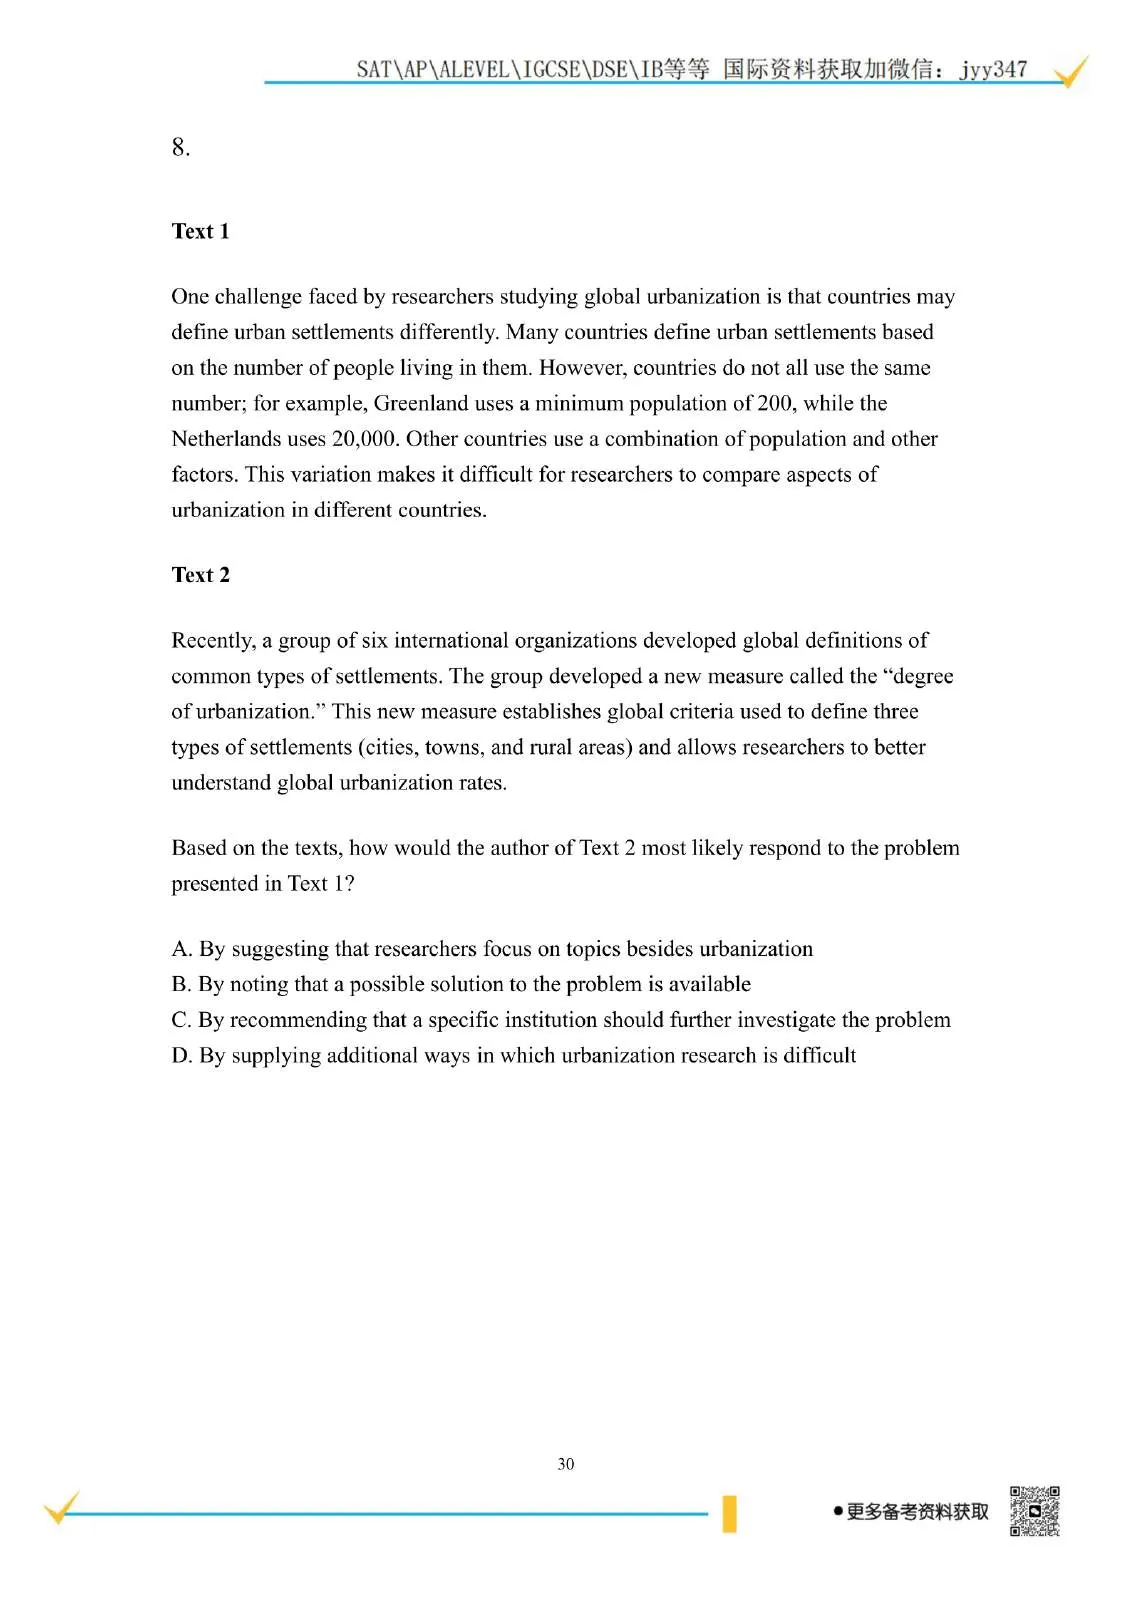 SAT\AP\ALEVEL\IGCSE\DSE\IB等等 国际资料获取加微信：jyy347
8.
Text 1
One challenge faced by researchers studying global urbanization is that countries may
define urban settlements differently. Many countries define urban settlements based
on the number of people living in them. However, countries do not all use the same
number; for example, Greenland uses a minimum population of 200, while the
Netherlands uses 20,000. Other countries use a combination of population and other
factors. This variation makes it difficult for researchers to compare aspects of
urbanization in different countries.
Text 2
Recently, a group of six international organizations developed global definitions of
common types of settlements. The group developed a new measure called the “degree
of urbanization.” This new measure establishes global criteria used to define three
types of settlements (cities, towns, and rural areas) and allows researchers to better
understand global urbanization rates.
Based on the texts, how would the author of Text 2 most likely respond to the problem
presented in Text 1?
A. By suggesting that researchers focus on topics besides urbanization
B. By noting that a possible solution to the problem is available
C. By recommending that a specific institution should further investigate the problem
D. By supplying additional ways in which urbanization research is difficult
30
●更多备考资料获取